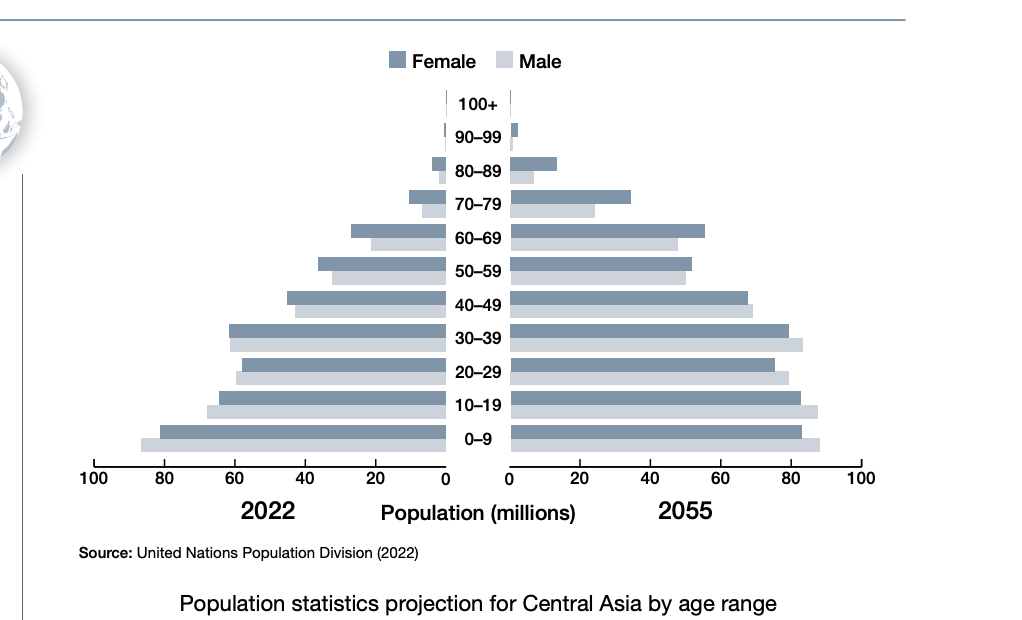 Female Male
100+
90–99
80–89
70–79
60–69
50–59
40–49
30–39
20–29
10–19
0–9
100 80 60 40 20 0 0 20 40 60 80 100
2022 Population (millions) 2055
Source: United Nations Population Division (2022)
Population statistics projection for Central Asia by age range